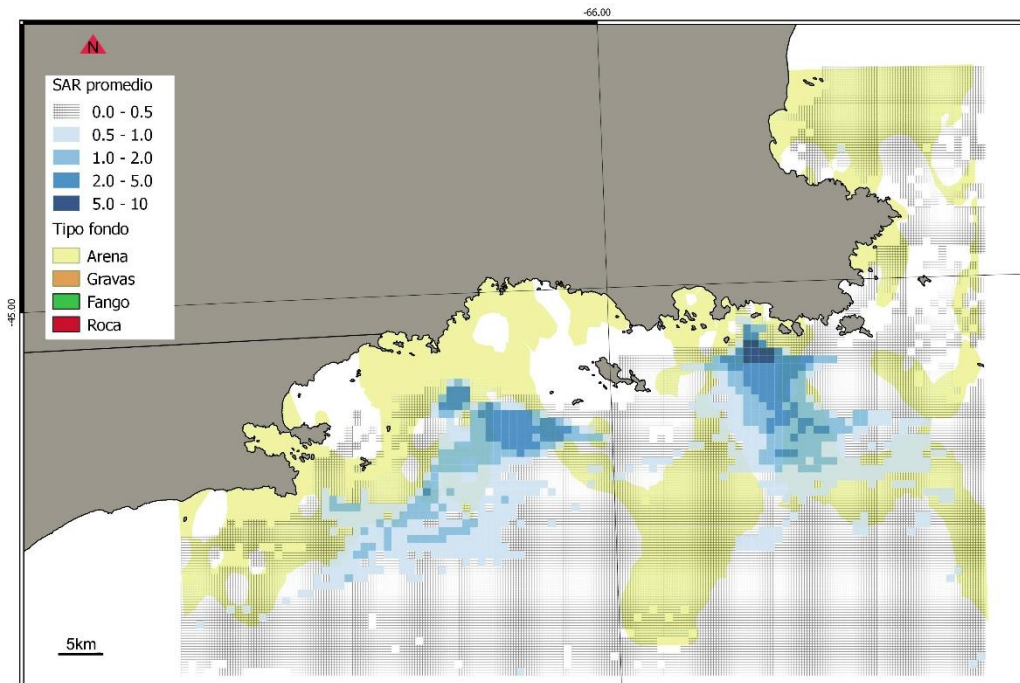 -66.00
N
SAR promedio
0.0 - 0.5
0.5 - 1.0
1.0 - 2.0
2.0 - 5.0
5.0 - 10
Tipo fondo
Arena
Gravas
Fango
Roca
-45.00
5km